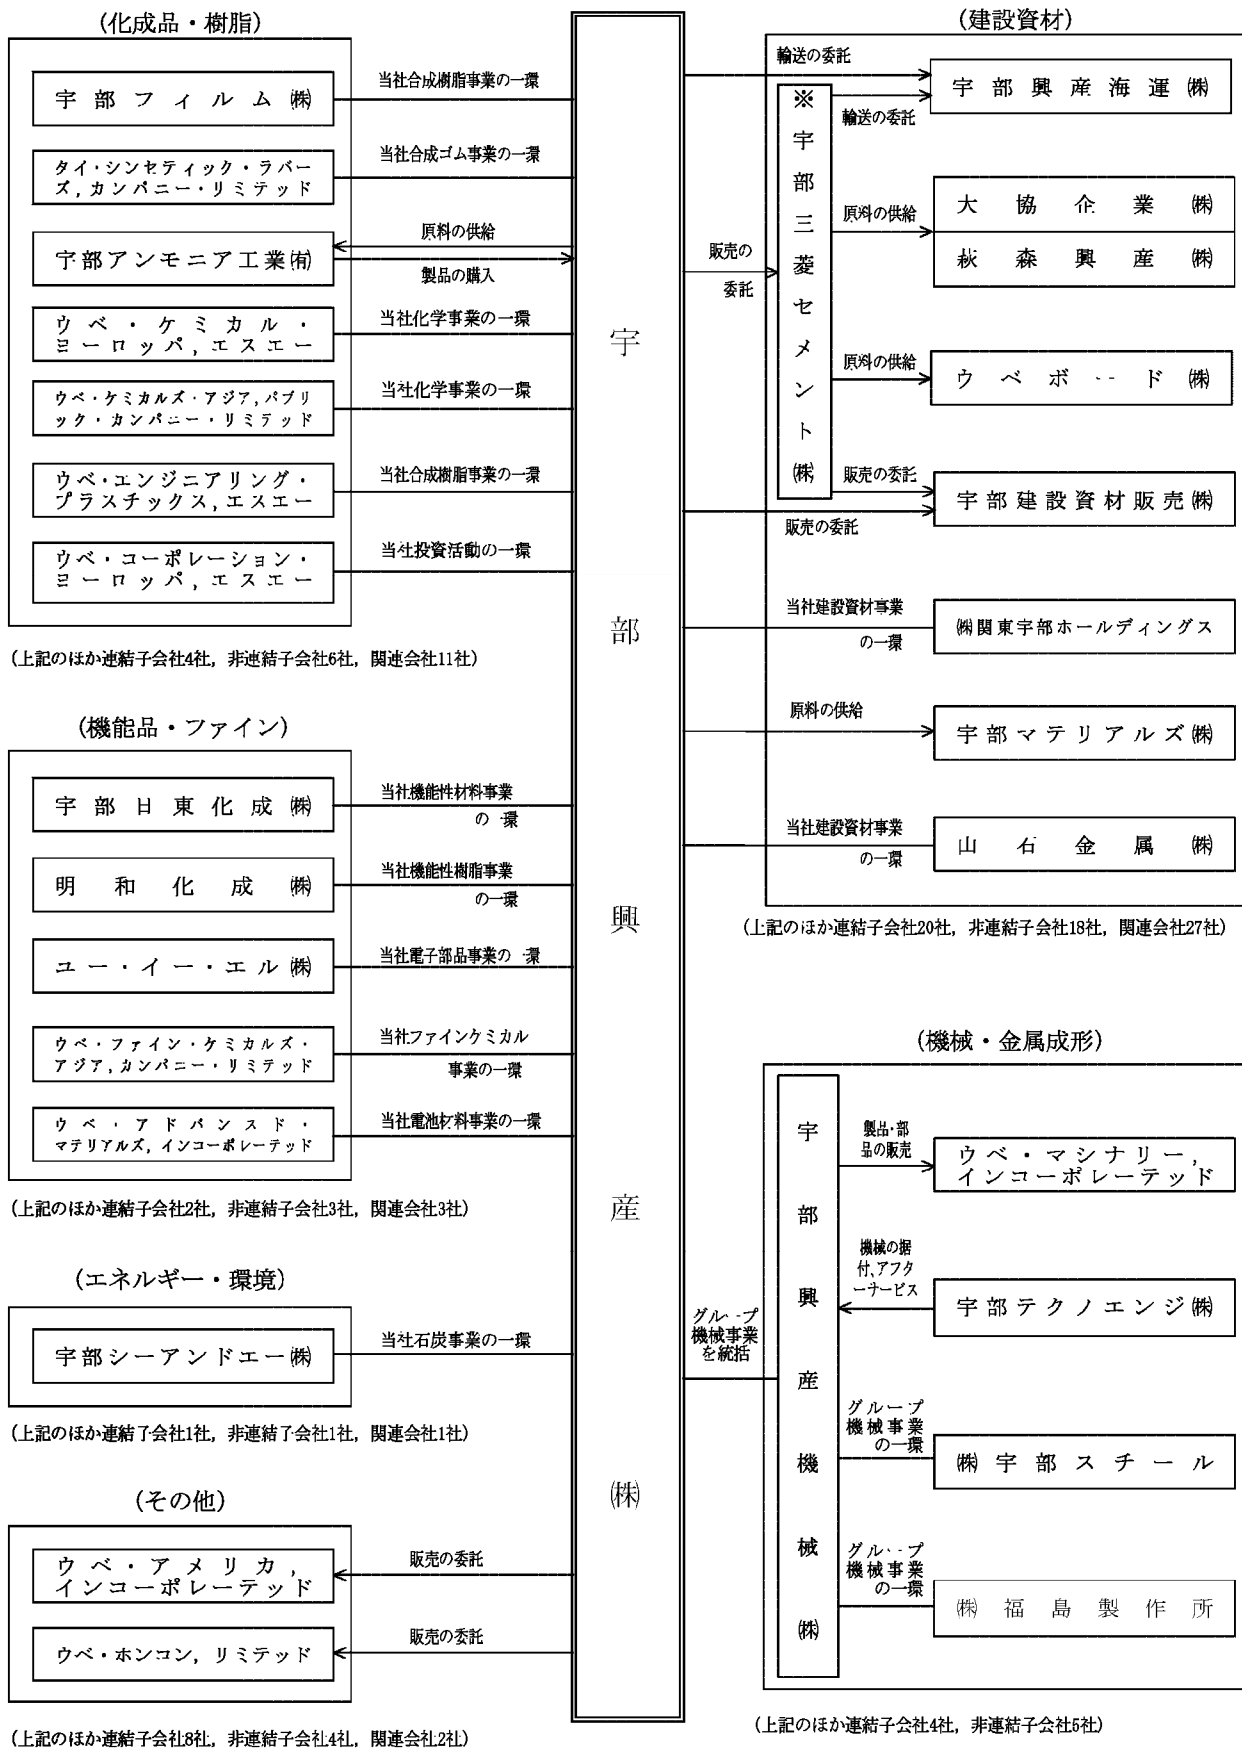 (化成品・樹脂)
宇部フィルム㈱
当社合成樹脂事業の一環
タイ・シンセティック・ラバー
ズ,カンパニー・リミテッド
当社合成ゴム事業の一環
宇部アンモニア工業㈲
原料の供給
製品の購入
ウベ・ケミカル・
ヨーロッパ,エスエー
当社化学事業の一環
ウベ・ケミカルズ・アジア,パブリ
ック・カンパニー・リミテッド
当社化学事業の一環
ウベ・エンジニアリング・
プラスチックス,エスエー
当社合成樹脂事業の一環
ウベ・コーポレーション・
ヨーロッパ,エスエー
当社投資活動の一環
(上記のほか連結子会社4社, 非連結子会社6社, 関連会社11社)
(機能品・ファイン)
宇部日東化成㈱
当社機能性材料事業
の一環
明和化成㈱
当社機能性樹脂事業
の一環
ユー・イー・エル㈱
当社電子部品事業の一環
ウベ・ファイン・ケミカルズ・
アジア,カンパニー・リミテッド
当社ファインケミカル
事業の一環
ウベ・アドバンスド・
マテリアルズ,インコーポレーテッド
当社電池材料事業の一環
(上記のほか連結子会社2社, 非連結子会社3社, 関連会社3社)
(エネルギー・環境)
宇部シーアンドエー㈱
当社石炭事業の一環
(上記のほか連結子会社1社, 非連結子会社1社, 関連会社1社)
(その他)
ウベ・アメリカ,
インコーポレーテッド
販売の委託
ウベ・ホンコン, リミテッド
販売の委託
(上記のほか連結子会社8社, 非連結子会社4社, 関連会社2社)
宇部興産㈱
(建設資材)
輸送の委託
宇部興産海運㈱
輸送の委託
※宇部三菱セメント㈱
販売の
委託
原料の供給
大協企業㈱
萩森興産㈱
原料の供給
ウベボード㈱
販売の委託
宇部建設資材販売㈱
販売の委託
当社建設資材事業
の一環
㈱関東宇部ホールディングス
原料の供給
宇部マテリアルズ㈱
当社建設資材事業
の一環
山石金属㈱
(上記のほか連結子会社20社, 非連結子会社18社, 関連会社27社)
(機械・金属成形)
グループ
機械事業
を統括
宇部興産機械㈱
製品・部
品の販売
ウベ・マシナリー,
インコーポレーテッド
機械の据
付,アフタ
ーサービス
宇部テクノエンジ㈱
グループ
機械事業
の一環
㈱宇部スチール
グループ
機械事業
の一環
㈱福島製作所
(上記のほか連結子会社4社, 非連結子会社5社)